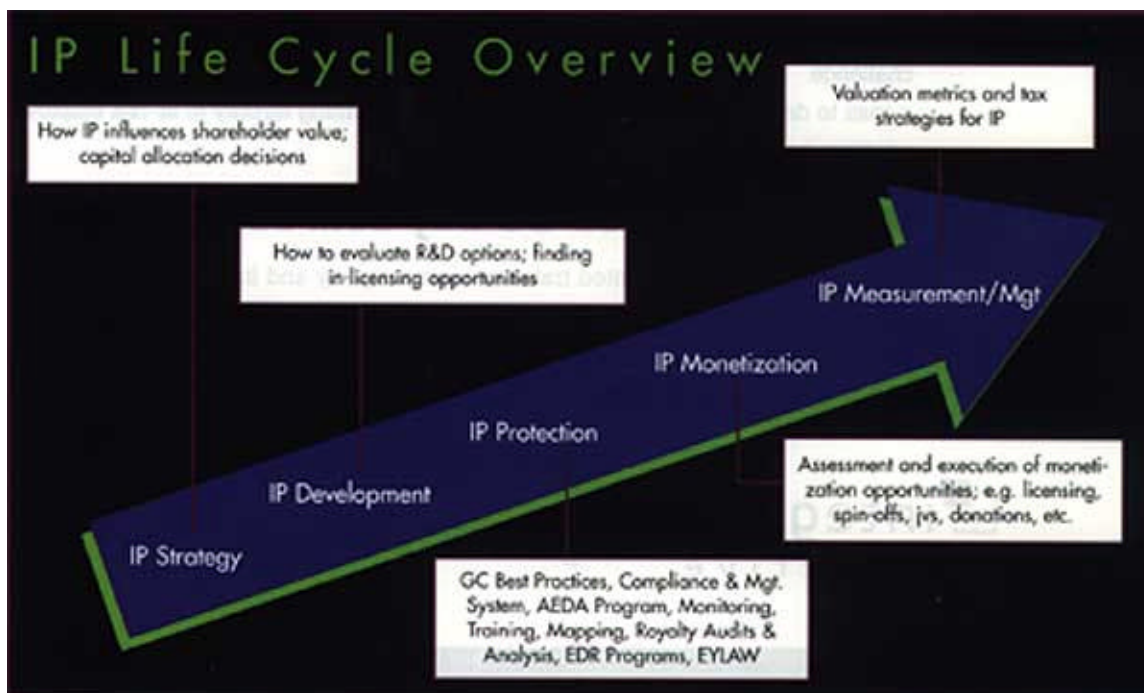 IP Life Cycle Overview
How IP influences shareholder value;
capital allocation decisions
Valuation metrics and tax
strategies for IP
How to evaluate R&D options; finding
in-licensing opportunities
IP Measurement/Mgt
IP Monetization
IP Protection
IP Development
IP Strategy
Assessment and execution of moneti-
zation opportunities; e.g. licensing,
spin-offs, jvs, donations, etc.
GC Best Practices, Compliance & Mgt.
System, AEDA Program, Monitoring,
Training, Mapping, Royalty Audits &
Analysis, EDR Programs, EYLAW